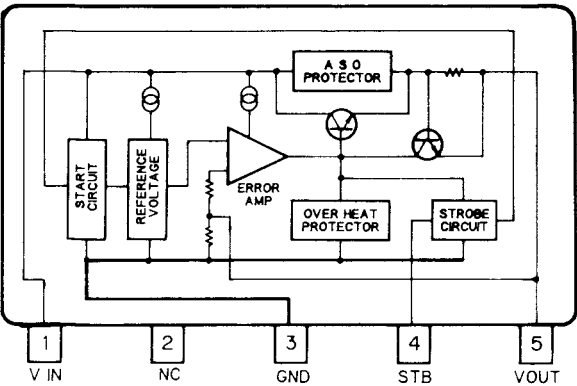 A S O
PROTECTOR
START
CIRCUIT
REFERENCE
VOLTAGE
ERROR
AMP
OVER HEAT
PROTECTOR
STROBE
CIRCUIT
1
2
3
4
5
V IN
NC
GND
STB
VOUT